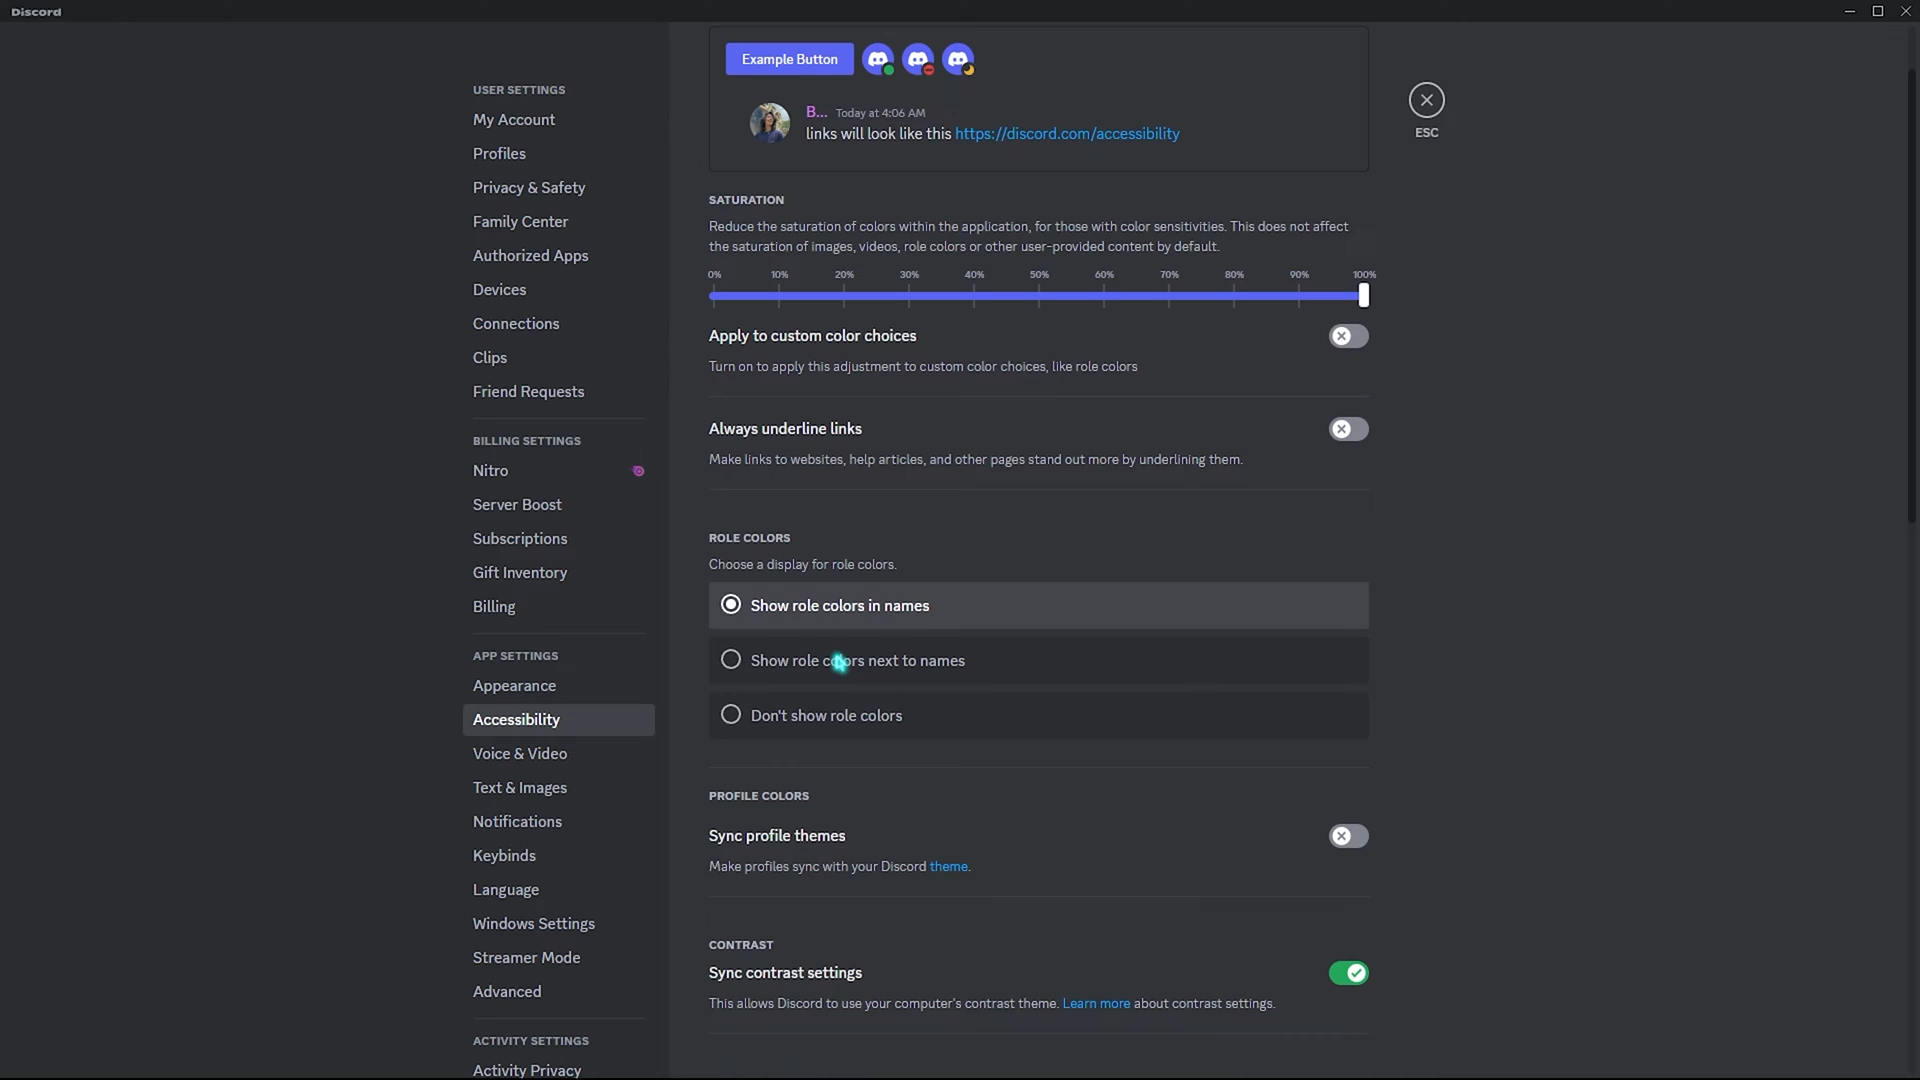 Discord
USER SETTINGS
My Account
Profiles
Privacy & Safety
Family Center
Authorized Apps
Devices
Connections
Clips
Friend Requests
BILLING SETTINGS
Nitro
Server Boost
Subscriptions
Gift Inventory
Billing
APP SETTINGS
Appearance
Accessibility
Voice & Video
Text & Images
Notifications
Keybinds
Language
Windows Settings
Streamer Mode
Advanced
ACTIVITY SETTINGS
Activity Privacy
Example Button
B... Today at 4:06 AM
links will look like this https://discord.com/accessibility
ESC
SATURATION
Reduce the saturation of colors within the application, for those with color sensitivities. This does not affect
the saturation of images, videos, role colors or other user-provided content by default.
0% 10% 20% 30% 40% 50% 60% 70% 80% 90% 100%
Apply to custom color choices
Turn on to apply this adjustment to custom color choices, like role colors
Always underline links
Make links to websites, help articles, and other pages stand out more by underlining them.
ROLE COLORS
Choose a display for role colors.
Show role colors in names
Show role colors next to names
Don't show role colors
PROFILE COLORS
Sync profile themes
Make profiles sync with your Discord theme.
CONTRAST
Sync contrast settings
This allows Discord to use your computer's contrast theme. Learn more about contrast settings.